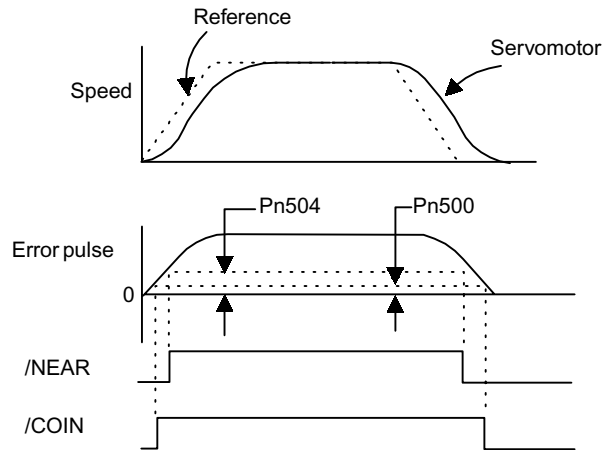 Reference
Servomotor
Speed
Pn504
Pn500
Error pulse
0
/NEAR
/COIN